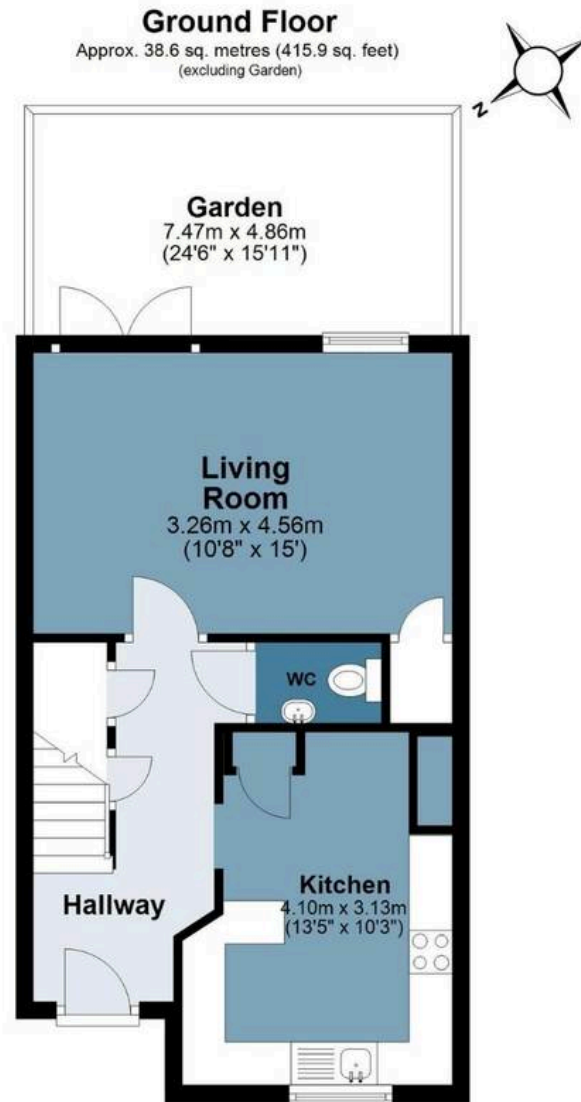 Ground Floor
Approx. 38.6 sq. metres (415.9 sq. feet)
(excluding Garden)
N
Garden
7.47m x 4.86m
(24'6" x 15'11")
Living
Room
3.26m x 4.56m
(10'8" x 15')
WC
Hallway
Kitchen
4.10m x 3.13m
(13'5" x 10'3")